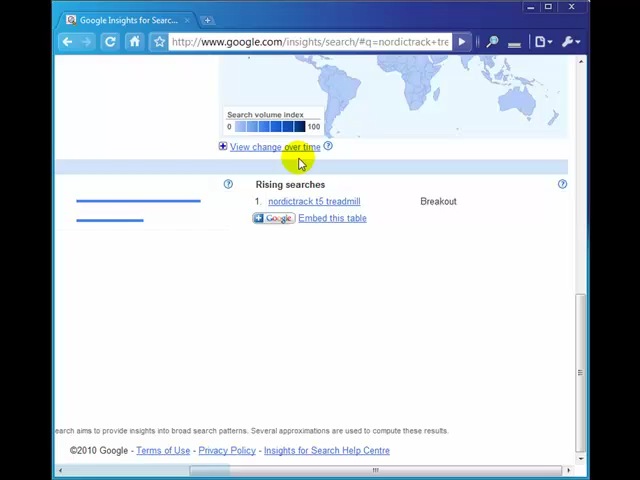 Google Insights for Searc...
http://www.google.com/insights/search/#q=nordictrack+tre
Search volume index
0 100
View change over time
Rising searches
1. nordictrack t5 treadmill Breakout
Google Embed this table
earch aims to provide insights into broad search patterns. Several approximations are used to compute these results.
©2010 Google - Terms of Use - Privacy Policy - Insights for Search Help Centre